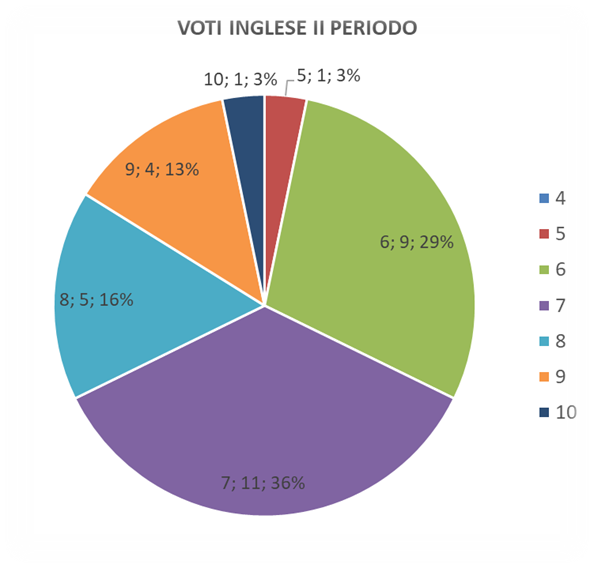 VOTI INGLESE II PERIODO
10; 1; 3%
5; 1; 3%
9; 4; 13%
6; 9; 29%
8; 5; 16%
7; 11; 36%
4
5
6
7
8
9
10